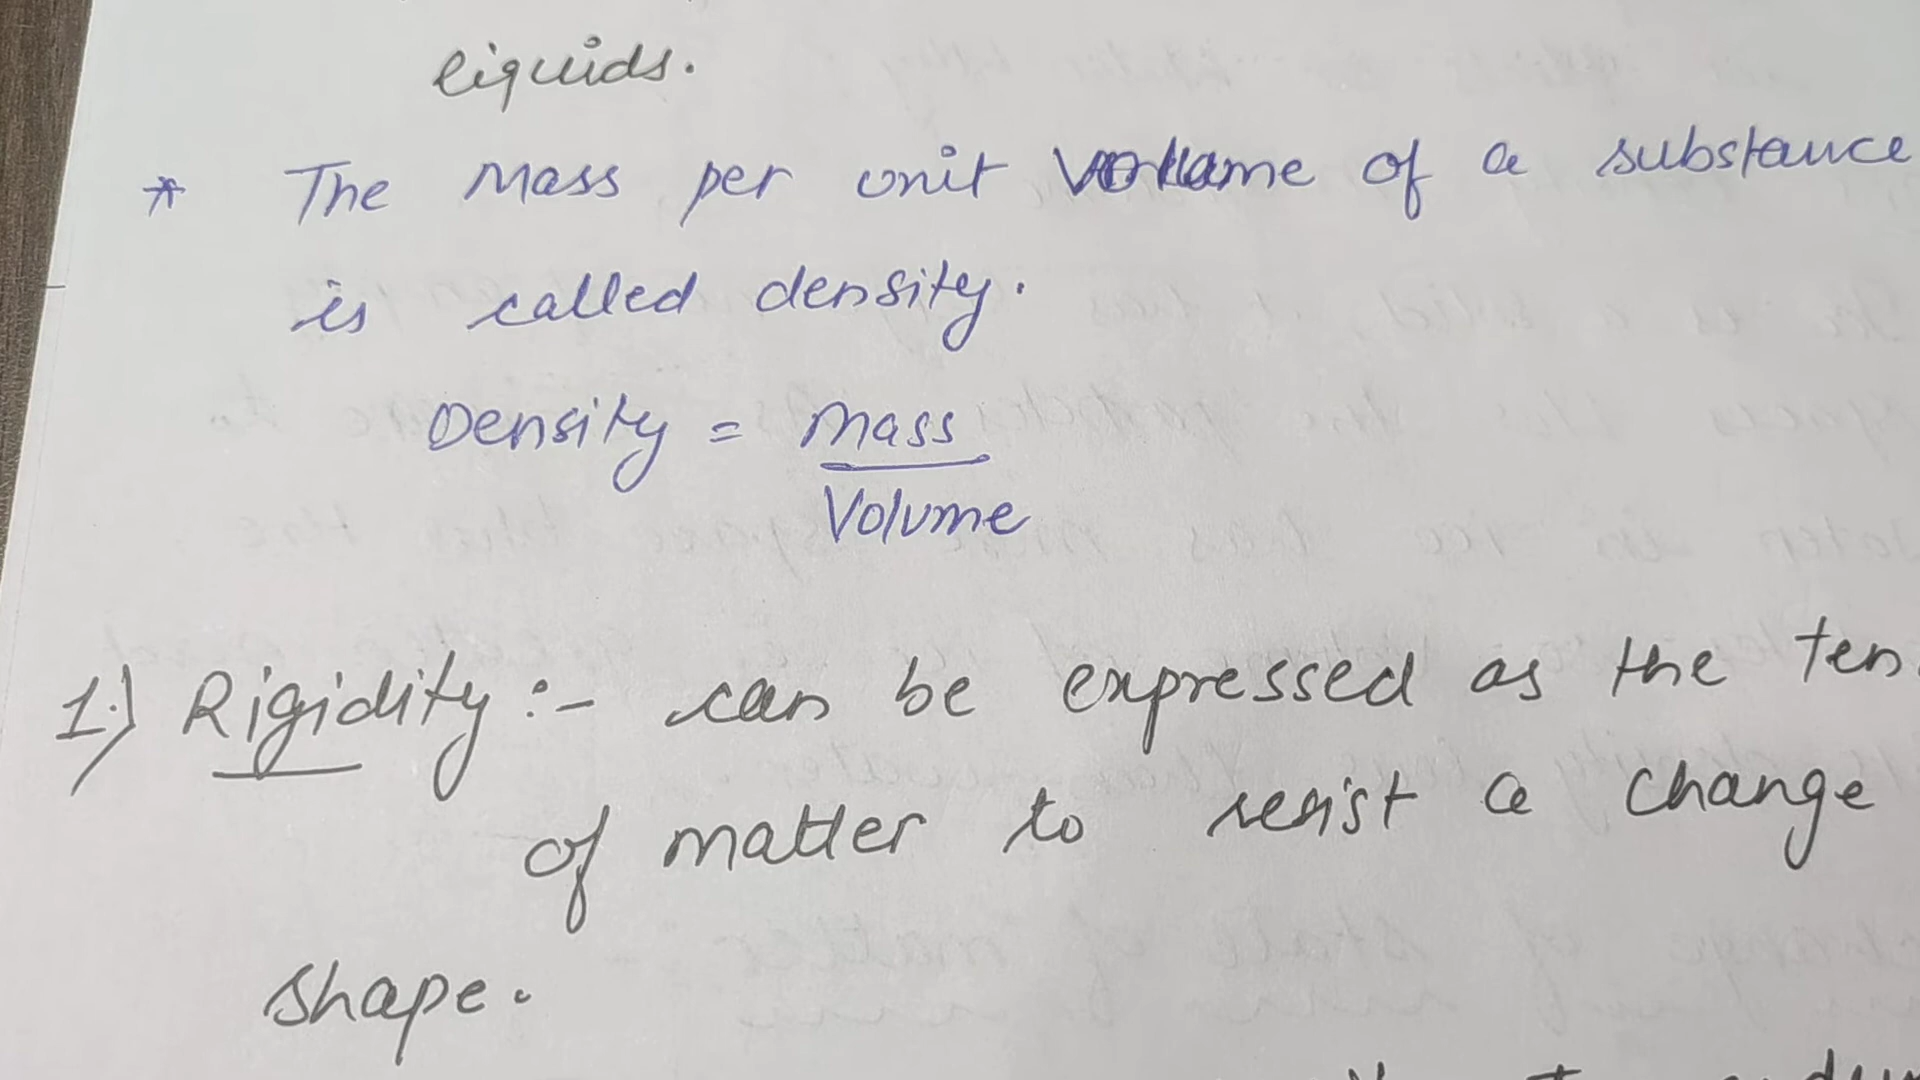 liquids.
* The Mass per unit Volume of a substance
is called density.
Density = Mass
Volume
1.) Rigidity :- can be expressed as the ten
of matter to resist a change
shape.